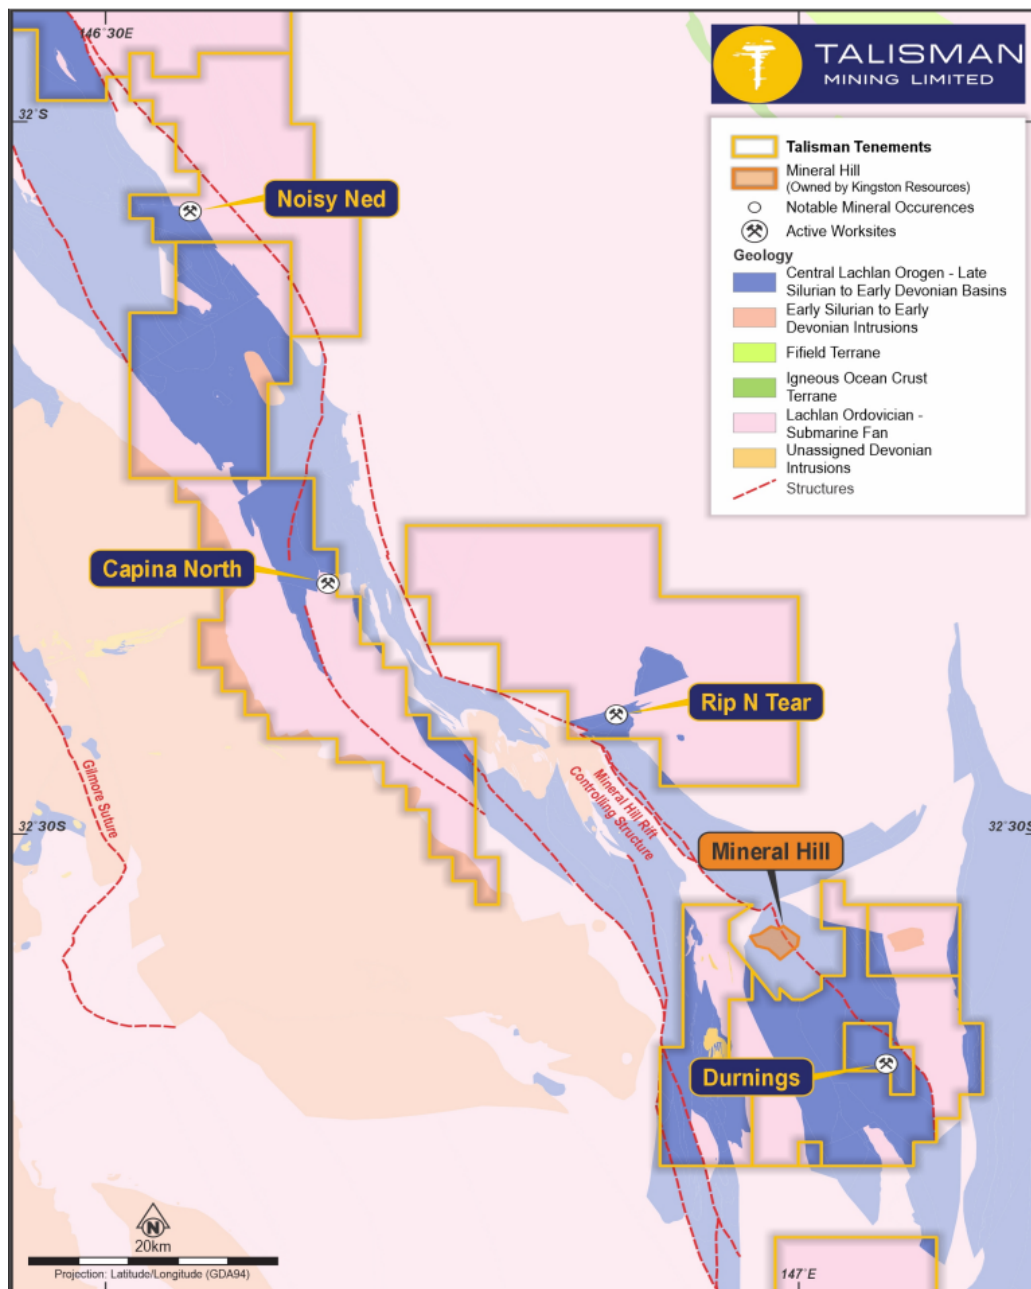 146°30E
32°S
TALISMAN
MINING LIMITED
Talisman Tenements
Mineral Hill
(Owned by Kingston Resources)
Notable Mineral Occurences
Active Worksites
Geology
Central Lachlan Orogen - Late
Silurian to Early Devonian Basins
Early Silurian to Early
Devonian Intrusions
Fifield Terrane
Igneous Ocean Crust
Terrane
Lachlan Ordovician -
Submarine Fan
Unassigned Devonian
Intrusions
Structures
Noisy Ned
Capina North
Rip N Tear
Gilmore Suture
Mineral Hill Rift
Controlling Structure
32°30S
32°30S
Mineral Hill
Durnings
N
20km
Projection: Latitude/Longitude (GDA94)
147°E